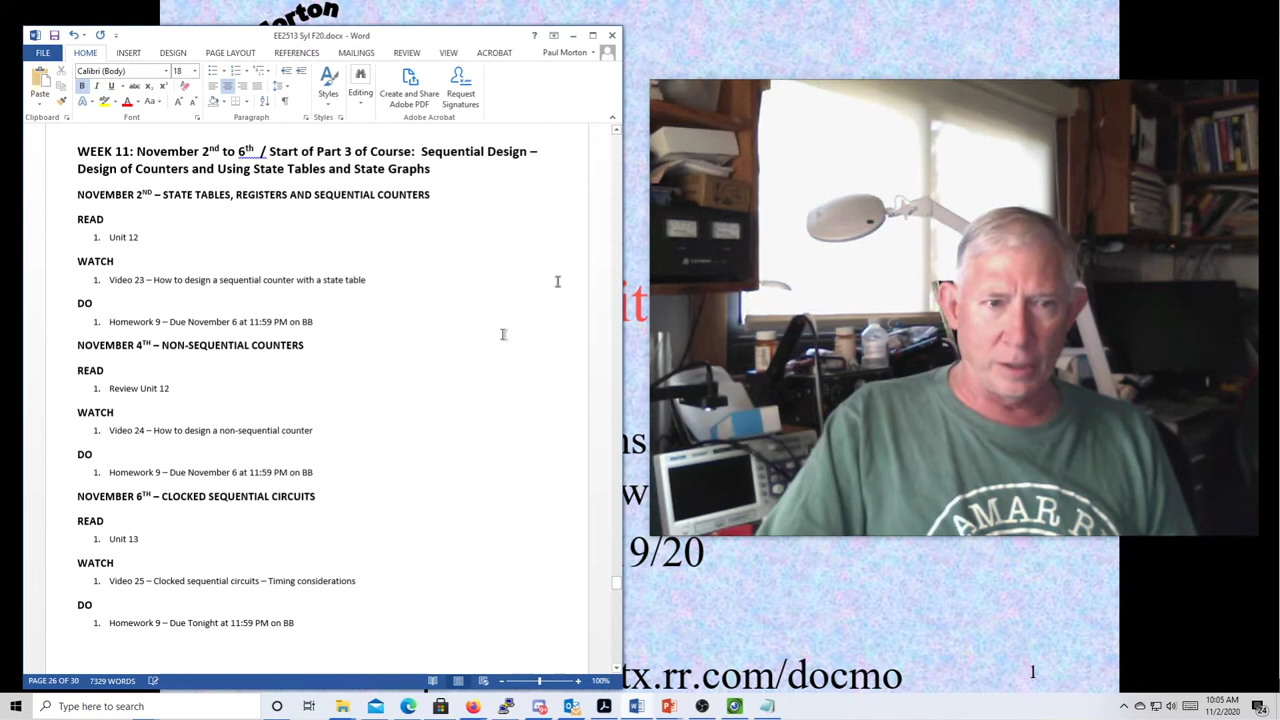 Morton
EE2513 Syl F20.docx - Word
FILE HOME INSERT DESIGN PAGE LAYOUT REFERENCES MAILINGS REVIEW VIEW ACROBAT Paul Morton
Calibri (Body) 18
Paste Styles Editing Create and Share Adobe PDF Request Signatures
Clipboard Font Paragraph Styles Adobe Acrobat
WEEK 11: November 2nd to 6th / Start of Part 3 of Course: Sequential Design –
Design of Counters and Using State Tables and State Graphs
NOVEMBER 2ND – STATE TABLES, REGISTERS AND SEQUENTIAL COUNTERS
READ
1. Unit 12
WATCH
1. Video 23 – How to design a sequential counter with a state table
DO
1. Homework 9 – Due November 6 at 11:59 PM on BB
NOVEMBER 4TH – NON-SEQUENTIAL COUNTERS
READ
1. Review Unit 12
WATCH
1. Video 24 – How to design a non-sequential counter
DO
1. Homework 9 – Due November 6 at 11:59 PM on BB
NOVEMBER 6TH – CLOCKED SEQUENTIAL CIRCUITS
READ
1. Unit 13
WATCH
1. Video 25 – Clocked sequential circuits – Timing considerations
DO
1. Homework 9 – Due Tonight at 11:59 PM on BB
it
ns
w
9/20
tx.rr.com/docmo
1
AMAR
PAGE 26 OF 30 7329 WORDS 100%
Type here to search
10:05 AM
11/2/2020
24